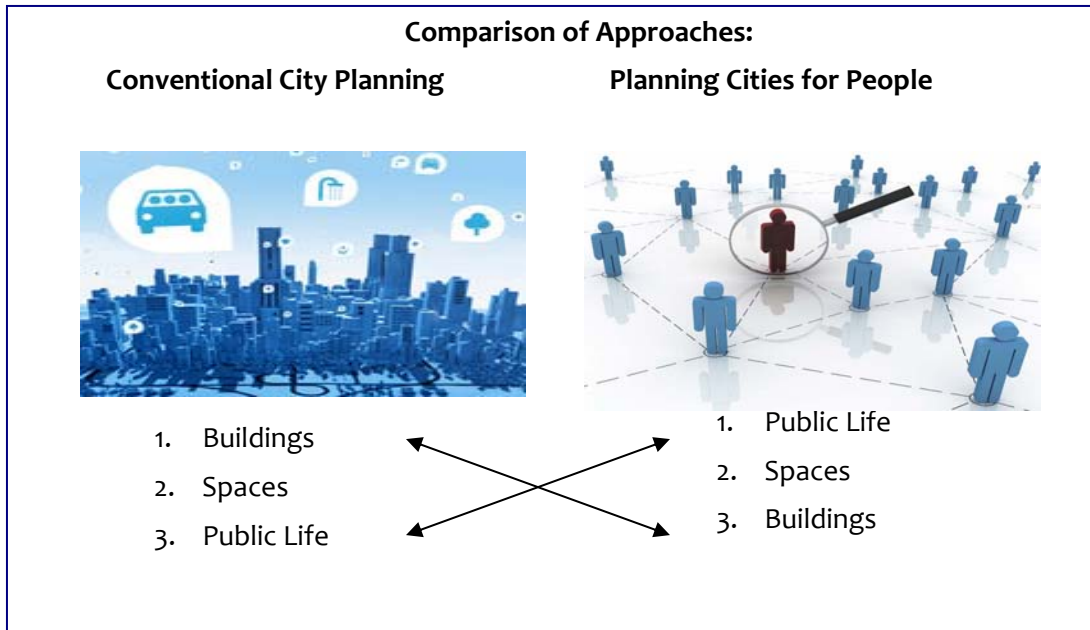 Comparison of Approaches:
Conventional City Planning
Planning Cities for People
1. Buildings
2. Spaces
3. Public Life
1. Public Life
2. Spaces
3. Buildings